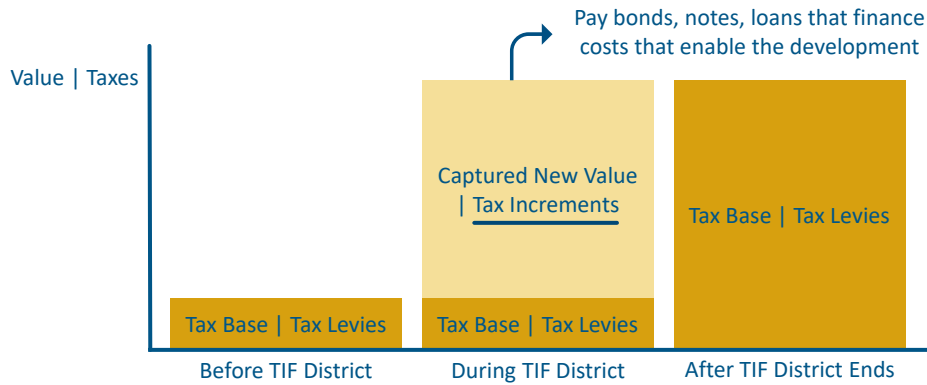 Pay bonds, notes, loans that finance
costs that enable the development
Value | Taxes
Captured New Value
| Tax Increments
Tax Base | Tax Levies
Tax Base | Tax Levies
Tax Base | Tax Levies
Before TIF District
During TIF District
After TIF District Ends